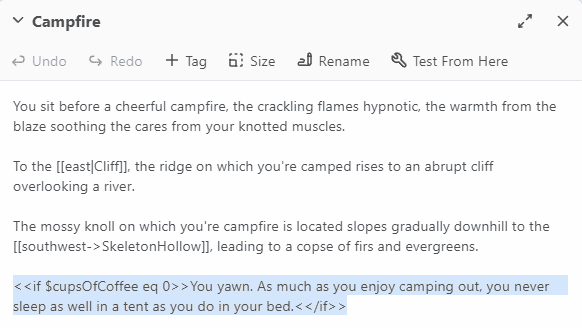 Campfire
Undo Redo + Tag Size Rename Test From Here
You sit before a cheerful campfire, the crackling flames hypnotic, the warmth from the
blaze soothing the cares from your knotted muscles.
To the [[east|Cliff]], the ridge on which you're camped rises to an abrupt cliff
overlooking a river.
The mossy knoll on which you're campfire is located slopes gradually downhill to the
[[southwest->SkeletonHollow]], leading to a copse of firs and evergreens.
<<if $cupsOfCoffee eq 0>>You yawn. As much as you enjoy camping out, you never
sleep as well in a tent as you do in your bed.<</if>>